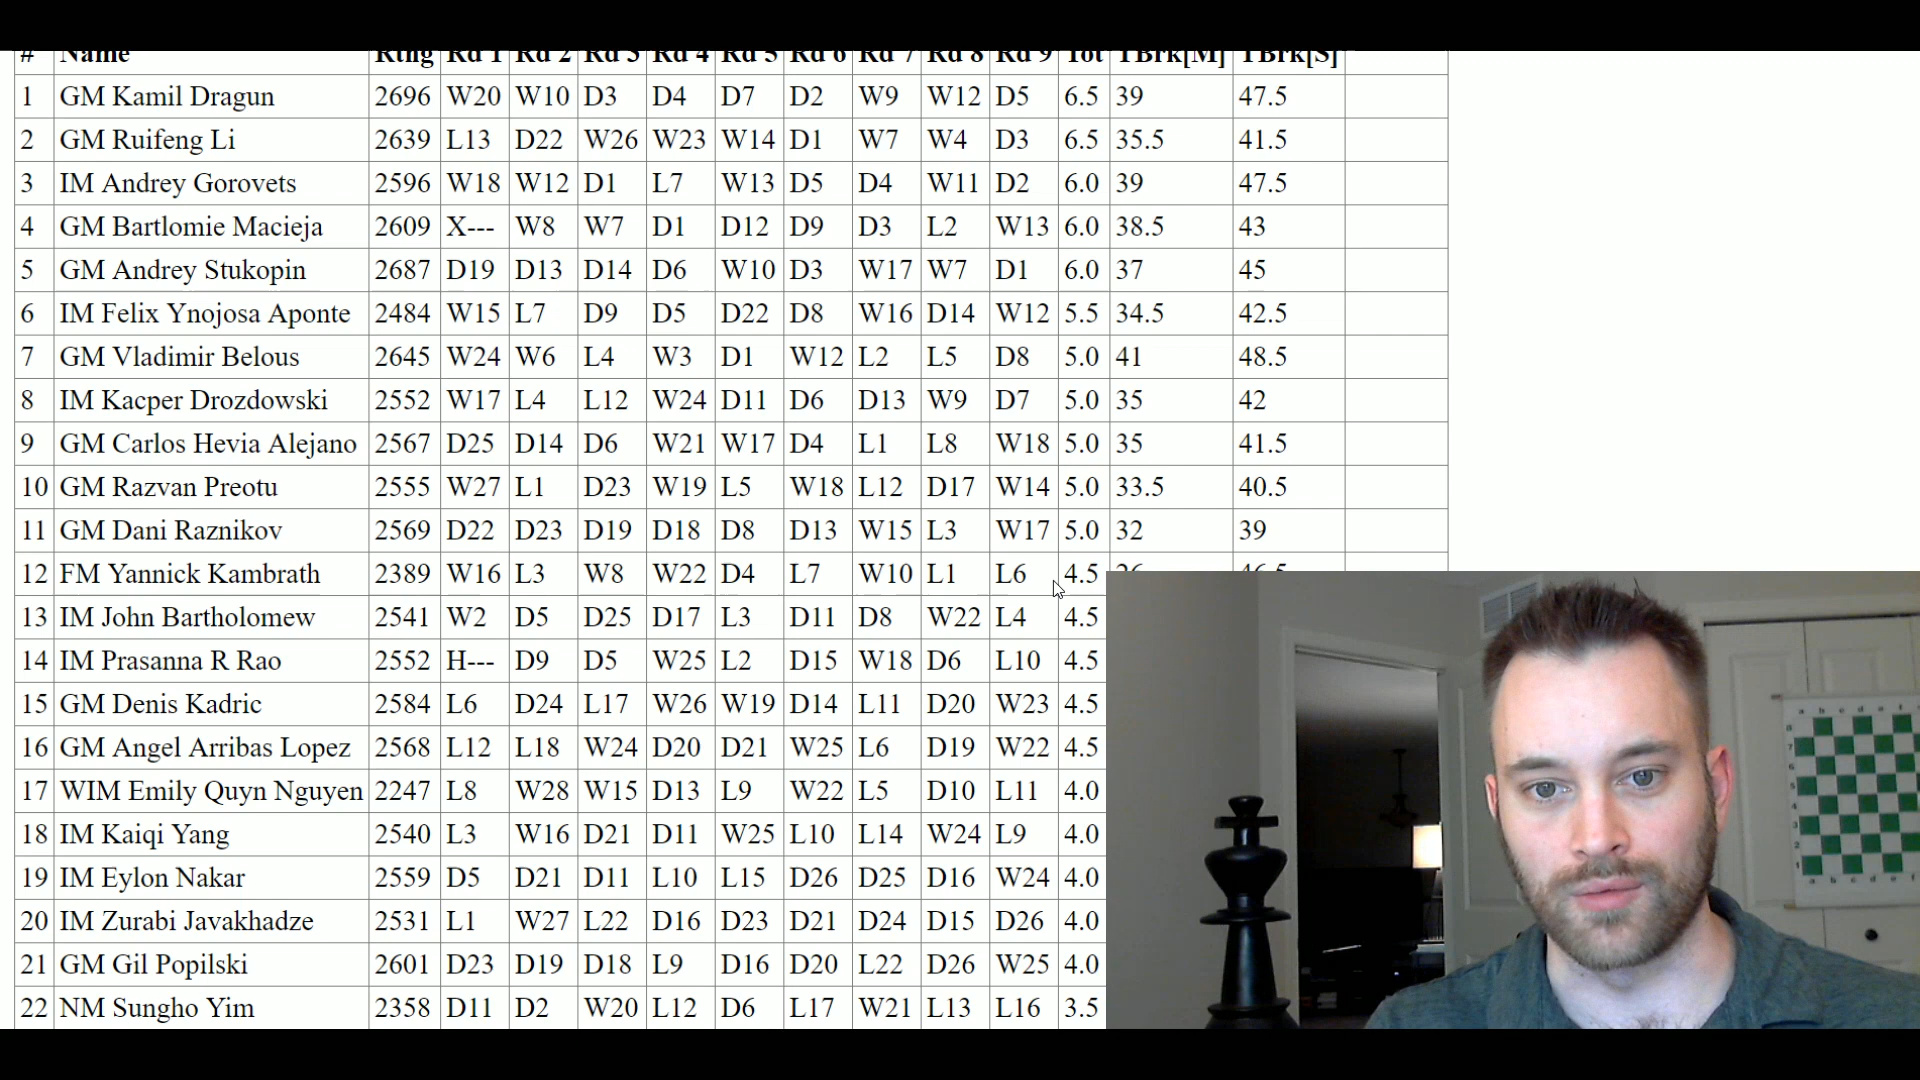 # Name Rtng Rd 1 Rd 2 Rd 3 Rd 4 Rd 5 Rd 6 Rd 7 Rd 8 Rd 9 Tot TBrk[M] TBrk[S]
1 GM Kamil Dragun 2696 W20 W10 D3 D4 D7 D2 W9 W12 D5 6.5 39 47.5
2 GM Ruifeng Li 2639 L13 D22 W26 W23 W14 D1 W7 W4 D3 6.5 35.5 41.5
3 IM Andrey Gorovets 2596 W18 W12 D1 L7 W13 D5 D4 W11 D2 6.0 39 47.5
4 GM Bartlomie Macieja 2609 X--- W8 W7 D1 D12 D9 D3 L2 W13 6.0 38.5 43
5 GM Andrey Stukopin 2687 D19 D13 D14 D6 W10 D3 W17 W7 D1 6.0 37 45
6 IM Felix Ynojosa Aponte 2484 W15 L7 D9 D5 D22 D8 W16 D14 W12 5.5 34.5 42.5
7 GM Vladimir Belous 2645 W24 W6 L4 W3 D1 W12 L2 L5 D8 5.0 41 48.5
8 IM Kacper Drozdowski 2552 W17 L4 L12 W24 D11 D6 D13 W9 D7 5.0 35 42
9 GM Carlos Hevia Alejano 2567 D25 D14 D6 W21 W17 D4 L1 L8 W18 5.0 35 41.5
10 GM Razvan Preotu 2555 W27 L1 D23 W19 L5 W18 L12 D17 W14 5.0 33.5 40.5
11 GM Dani Raznikov 2569 D22 D23 D19 D18 D8 D13 W15 L3 W17 5.0 32 39
12 FM Yannick Kambrath 2389 W16 L3 W8 W22 D4 L7 W10 L1 L6 4.5
13 IM John Bartholomew 2541 W2 D5 D25 D17 L3 D11 D8 W22 L4 4.5
14 IM Prasanna R Rao 2552 H--- D9 D5 W25 L2 D15 W18 D6 L10 4.5
15 GM Denis Kadric 2584 L6 D24 L17 W26 W19 D14 L11 D20 W23 4.5
16 GM Angel Arribas Lopez 2568 L12 L18 W24 D20 D21 W25 L6 D19 W22 4.5
17 WIM Emily Quyn Nguyen 2247 L8 W28 W15 D13 L9 W22 L5 D10 L11 4.0
18 IM Kaiqi Yang 2540 L3 W16 D21 D11 W25 L10 L14 W24 L9 4.0
19 IM Eylon Nakar 2559 D5 D21 D11 L10 L15 D26 D25 D16 W24 4.0
20 IM Zurabi Javakhadze 2531 L1 W27 L22 D16 D23 D21 D24 D15 D26 4.0
21 GM Gil Popilski 2601 D23 D19 D18 L9 D16 D20 L22 D26 W25 4.0
22 NM Sungho Yim 2358 D11 D2 W20 L12 D6 L17 W21 L13 L16 3.5